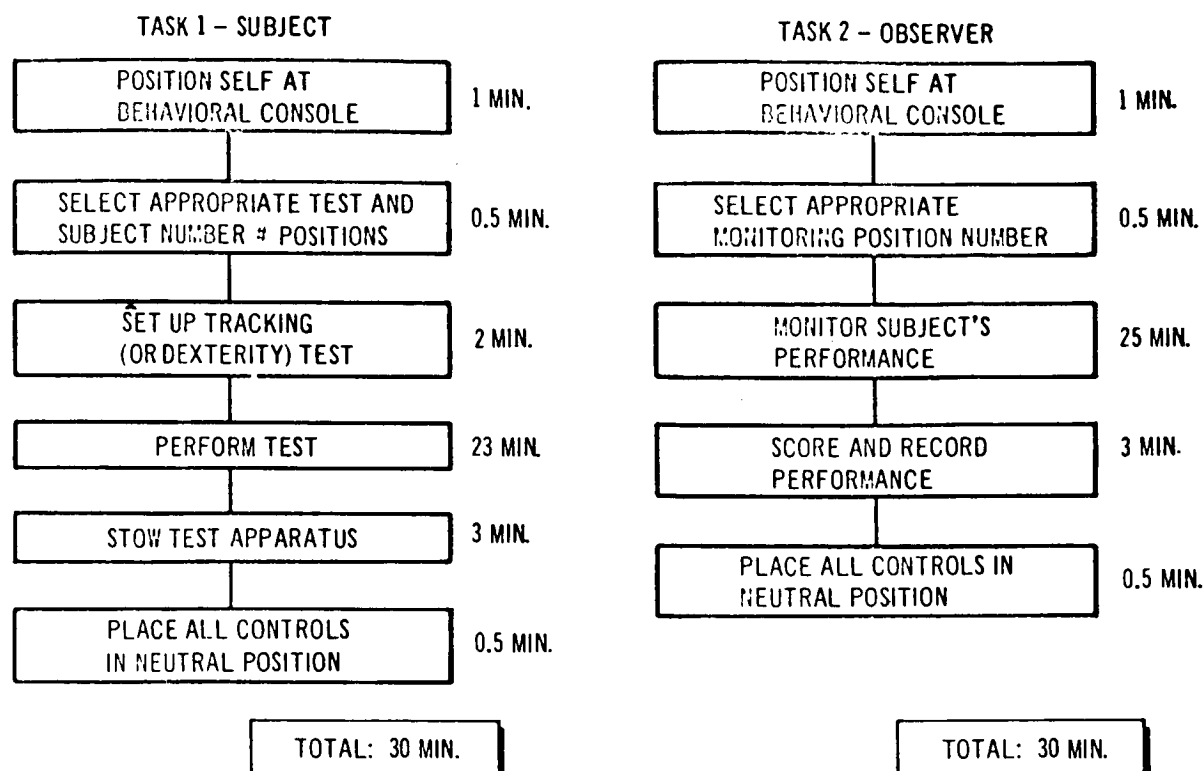 TASK 1 – SUBJECT
POSITION SELF AT
BEHAVIORAL CONSOLE
1 MIN.
SELECT APPROPRIATE TEST AND
SUBJECT NUMBER # POSITIONS
0.5 MIN.
SET UP TRACKING
(OR DEXTERITY) TEST
2 MIN.
PERFORM TEST
23 MIN.
STOW TEST APPARATUS
3 MIN.
PLACE ALL CONTROLS
IN NEUTRAL POSITION
0.5 MIN.
TOTAL: 30 MIN.
TASK 2 – OBSERVER
POSITION SELF AT
BEHAVIORAL CONSOLE
1 MIN.
SELECT APPROPRIATE
MONITORING POSITION NUMBER
0.5 MIN.
MONITOR SUBJECT'S
PERFORMANCE
25 MIN.
SCORE AND RECORD
PERFORMANCE
3 MIN.
PLACE ALL CONTROLS IN
NEUTRAL POSITION
0.5 MIN.
TOTAL: 30 MIN.